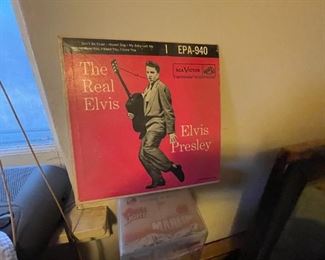 Don't Be Cruel • Hound Dog • My Baby Left Me
I Want You, I Need You, I Love You
1 EPA-940
The Real
Elvis
RCA VICTOR
Elvis
Presley